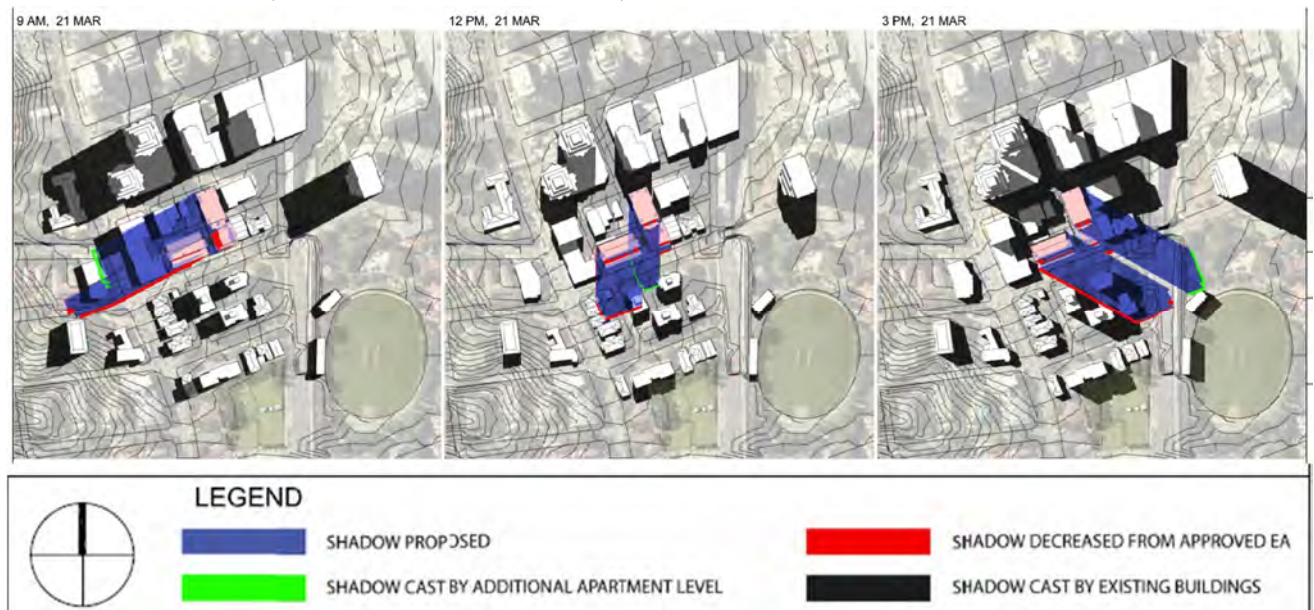 9 AM, 21 MAR
12 PM, 21 MAR
3 PM, 21 MAR
LEGEND
SHADOW PROPOSED
SHADOW DECREASED FROM APPROVED EA
SHADOW CAST BY ADDITIONAL APARTMENT LEVEL
SHADOW CAST BY EXISTING BUILDINGS